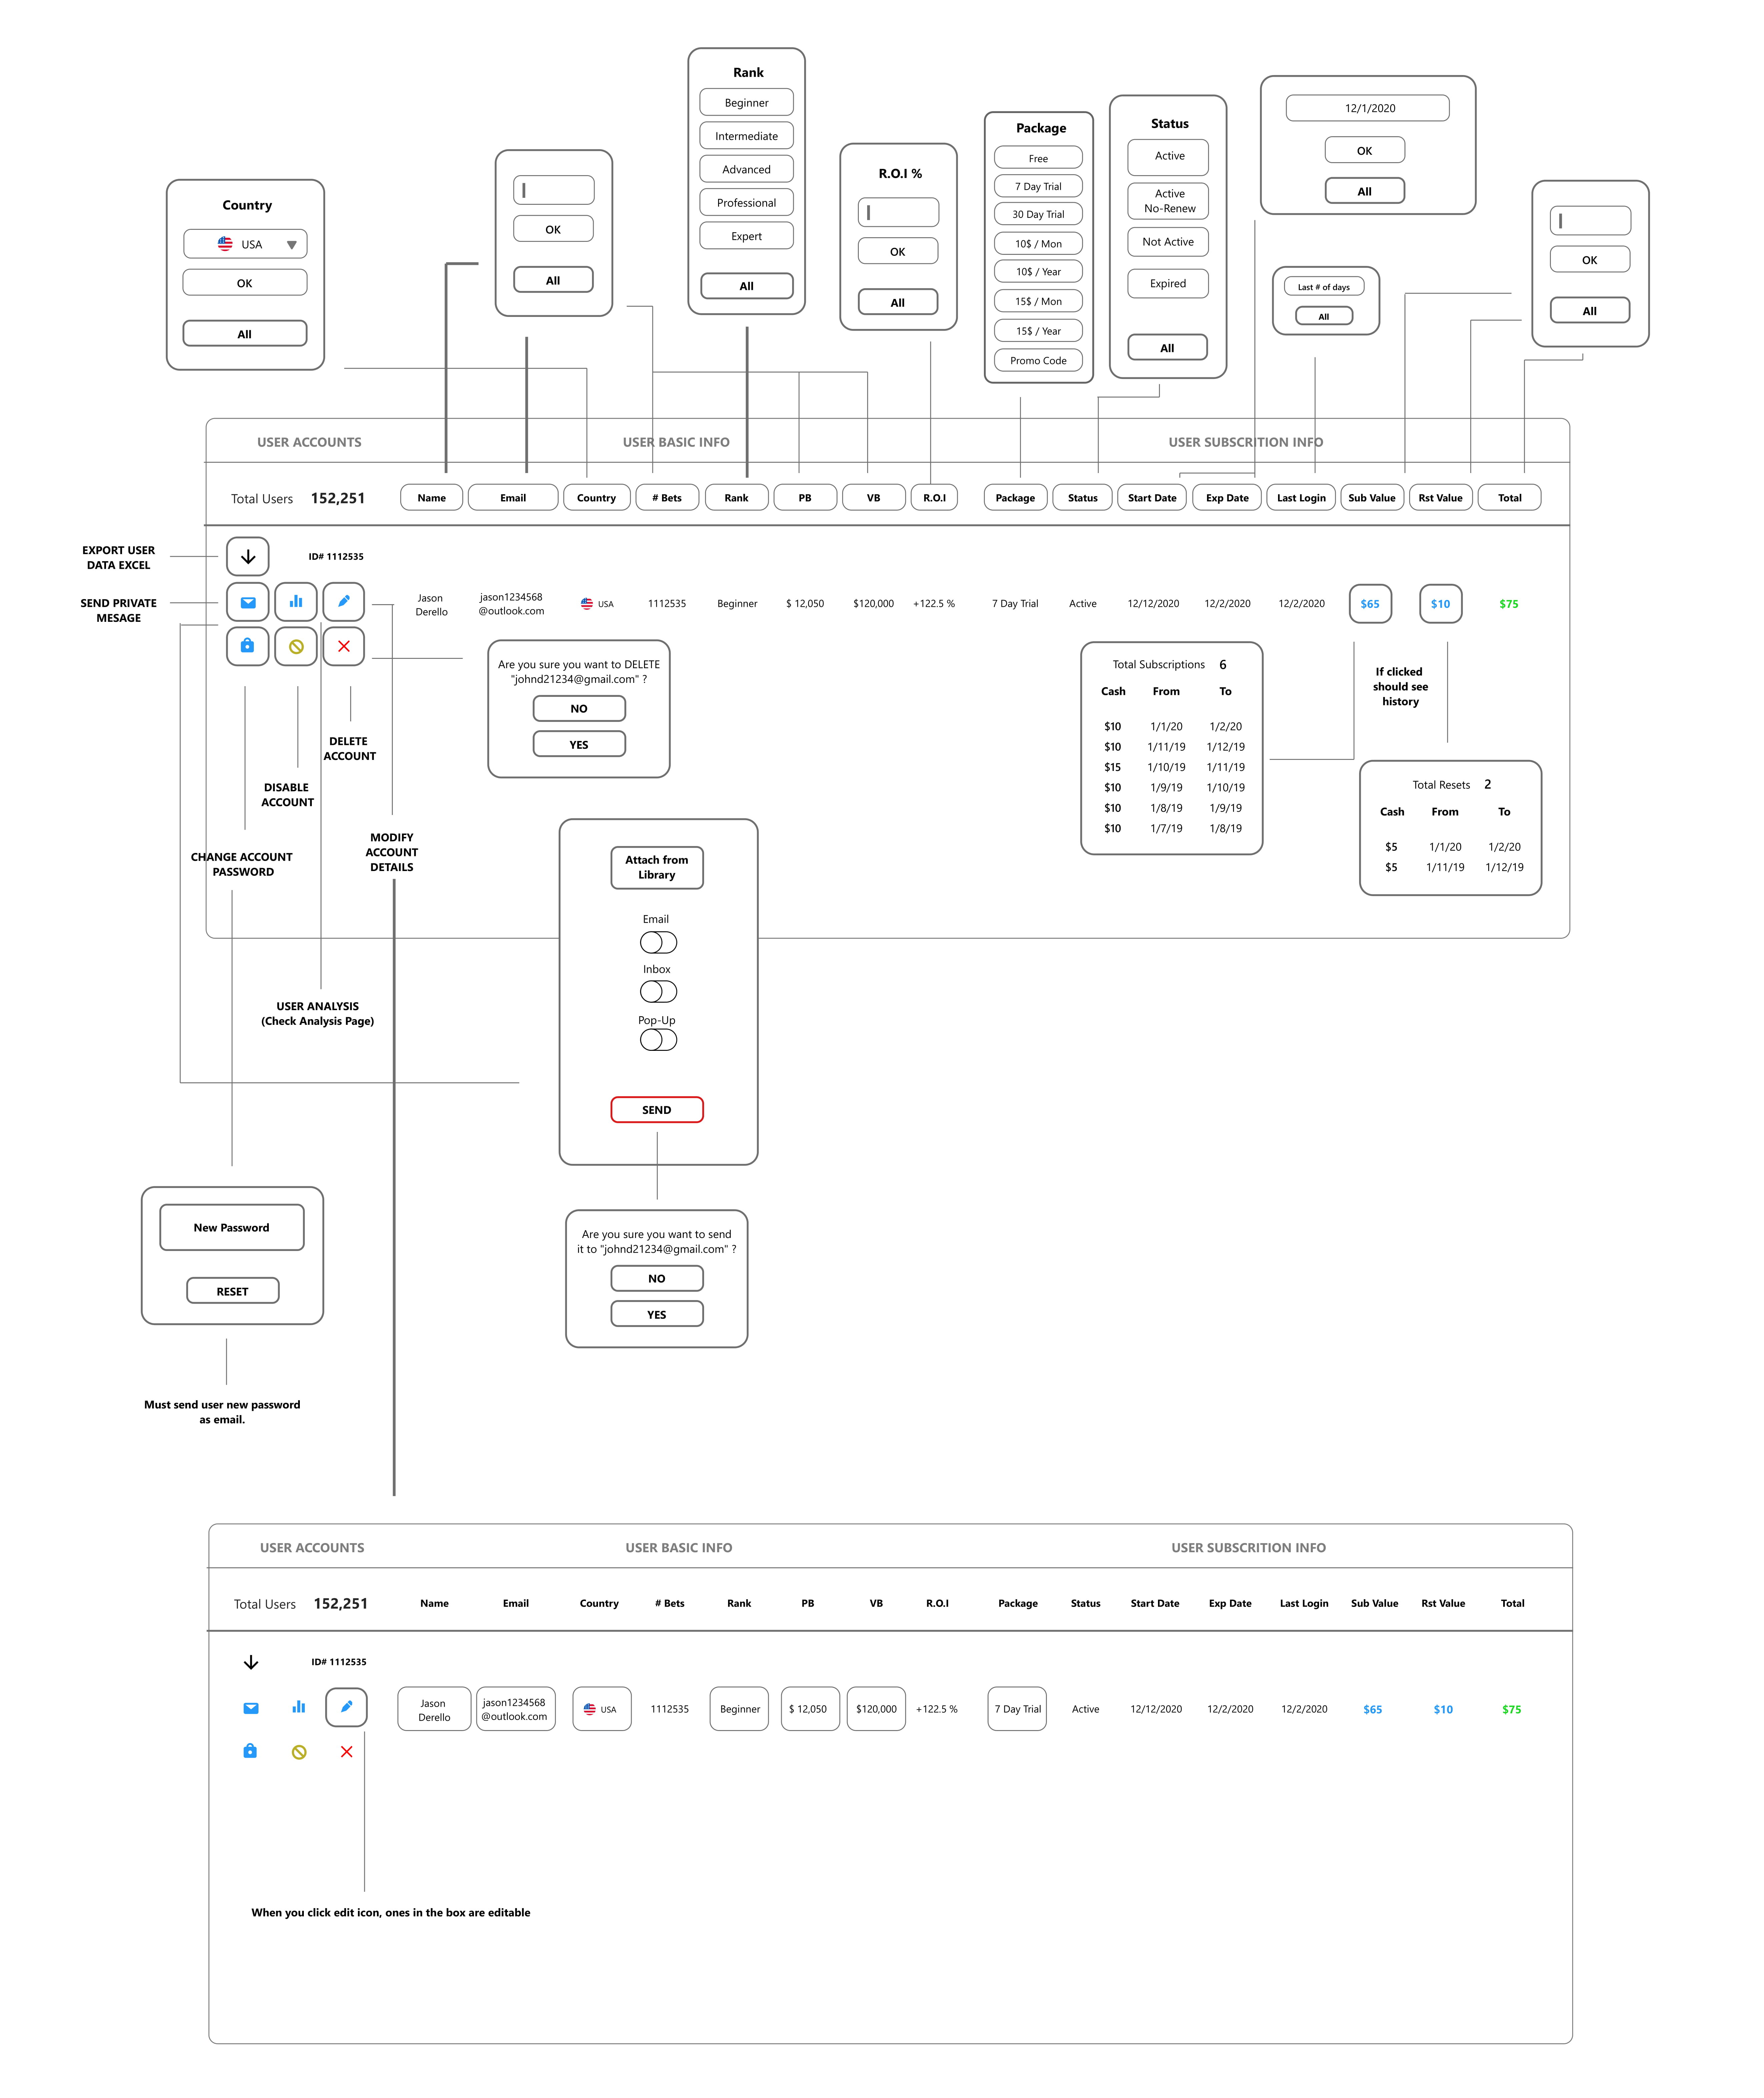 Rank
Beginner
Intermediate
Advanced
Professional
Expert
All
12/1/2020
OK
All
Package
Free
7 Day Trial
30 Day Trial
10$ / Mon
10$ / Year
15$ / Mon
15$ / Year
Promo Code
Status
Active
Active
No-Renew
Not Active
Expired
All
R.O.I %
OK
All
OK
All
Country
USA
OK
All
OK
All
Last # of days
All
USER ACCOUNTS
USER BASIC INFO
USER SUBSCRITION INFO
Total Users 152,251
Name
Email
Country
# Bets
Rank
PB
VB
R.O.I
Package
Status
Start Date
Exp Date
Last Login
Sub Value
Rst Value
Total
EXPORT USER
DATA EXCEL
ID# 1112535
SEND PRIVATE
MESAGE
Jason
Derello
jason1234568
@outlook.com
USA
1112535
Beginner
$ 12,050
$120,000
+122.5 %
7 Day Trial
Active
12/12/2020
12/2/2020
12/2/2020
$65
$10
$75
Are you sure you want to DELETE
"johnd21234@gmail.com" ?
NO
YES
Total Subscriptions 6
Cash From To
$10 1/1/20 1/2/20
$10 1/11/19 1/12/19
$15 1/10/19 1/11/19
$10 1/9/19 1/10/19
$10 1/8/19 1/9/19
$10 1/7/19 1/8/19
If clicked
should see
history
Total Resets 2
Cash From To
$5 1/1/20 1/2/20
$5 1/11/19 1/12/19
DELETE
ACCOUNT
DISABLE
ACCOUNT
MODIFY
ACCOUNT
DETAILS
CHANGE ACCOUNT
PASSWORD
Attach from
Library
Email
Inbox
Pop-Up
SEND
USER ANALYSIS
(Check Analysis Page)
Are you sure you want to send
it to "johnd21234@gmail.com" ?
NO
YES
New Password
RESET
Must send user new password
as email.
USER ACCOUNTS
USER BASIC INFO
USER SUBSCRITION INFO
Total Users 152,251
Name
Email
Country
# Bets
Rank
PB
VB
R.O.I
Package
Status
Start Date
Exp Date
Last Login
Sub Value
Rst Value
Total
ID# 1112535
Jason
Derello
jason1234568
@outlook.com
USA
1112535
Beginner
$ 12,050
$120,000
+122.5 %
7 Day Trial
Active
12/12/2020
12/2/2020
12/2/2020
$65
$10
$75
When you click edit icon, ones in the box are editable